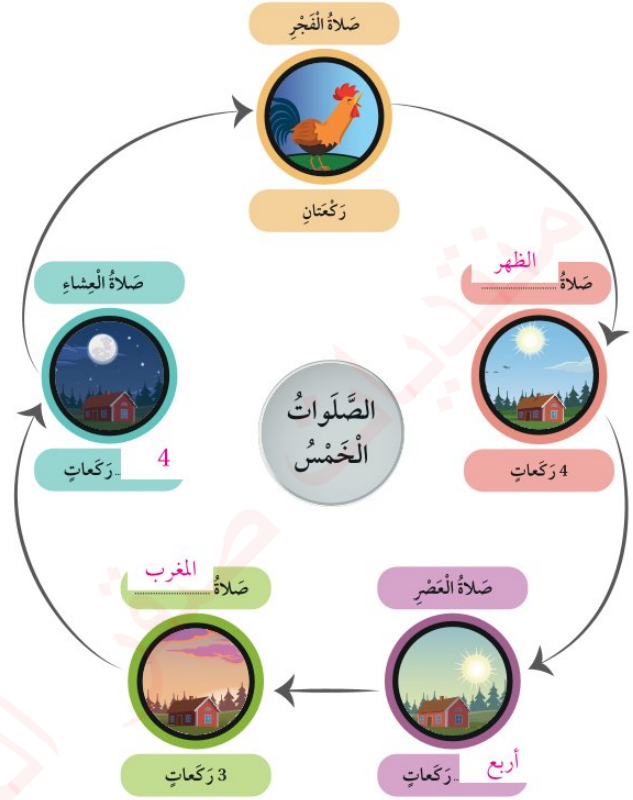 صَلاةُ الْفَجْرِ
رَكْعَتانِ
صَلاةُ الظهر
4 رَكَعاتٍ
صَلاةُ الْعَصْرِ
أربع رَكَعاتٍ
صَلاةُ المغرب
3 رَكَعاتٍ
صَلاةُ الْعِشاءِ
4 رَكَعاتٍ
الصَّلَواتُ
الْخَمْسُ